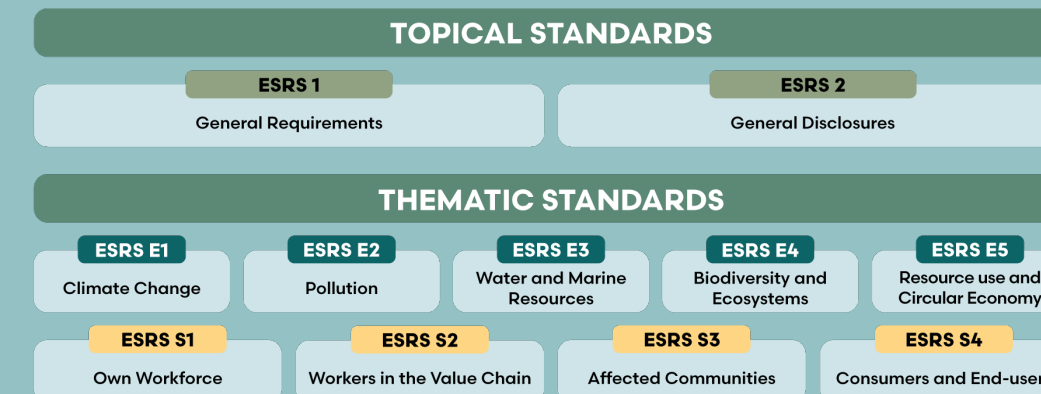 TOPICAL STANDARDS
ESRS 1
General Requirements
ESRS 2
General Disclosures
THEMATIC STANDARDS
ESRS E1
Climate Change
ESRS E2
Pollution
ESRS E3
Water and Marine
Resources
ESRS E4
Biodiversity and
Ecosystems
ESRS E5
Resource use and
Circular Economy
ESRS S1
Own Workforce
ESRS S2
Workers in the Value Chain
ESRS S3
Affected Communities
ESRS S4
Consumers and End-user